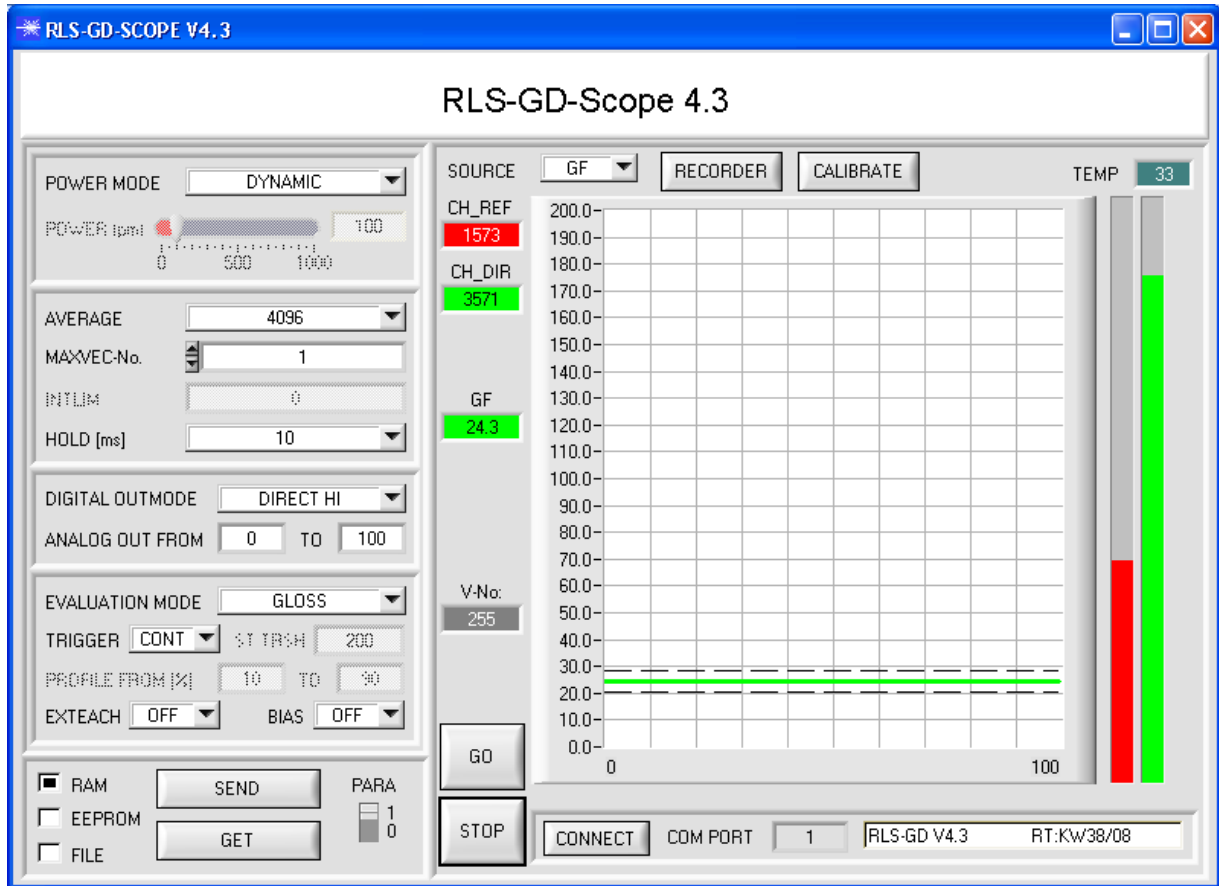 RLS-GD-SCOPE V4.3
RLS-GD-Scope 4.3
POWER MODE DYNAMIC
POWER [pm] 100
0 500 1000
AVERAGE 4096
MAXVEC-No. 1
INTLIM 0
HOLD [ms] 10
DIGITAL OUTMODE DIRECT HI
ANALOG OUT FROM 0 TO 100
EVALUATION MODE GLOSS
TRIGGER CONT ST TRSH 200
PROFILE FROM [%] 10 TO 90
EXTEACH OFF BIAS OFF
RAM
EEPROM
FILE
SEND
GET
PARA
1
0
SOURCE GF RECORDER CALIBRATE TEMP 33
CH_REF
1573
CH_DIR
3571
GF
24.3
V-No:
255
GO
STOP
200.0
190.0
180.0
170.0
160.0
150.0
140.0
130.0
120.0
110.0
100.0
90.0
80.0
70.0
60.0
50.0
40.0
30.0
20.0
10.0
0.0
0 100
CONNECT COM PORT 1 RLS-GD V4.3 RT:KW38/08